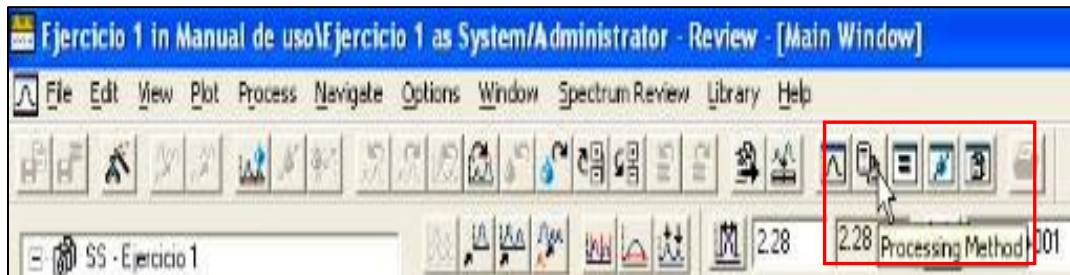 Ejercicio 1 in Manual de uso\Ejercicio 1 as System/Administrator - Review - [Main Window]
File Edit View Plot Process Navigate Options Window Spectrum Review Library Help
SS - Ejercicio 1 2.28 2.28 Processing Method 001